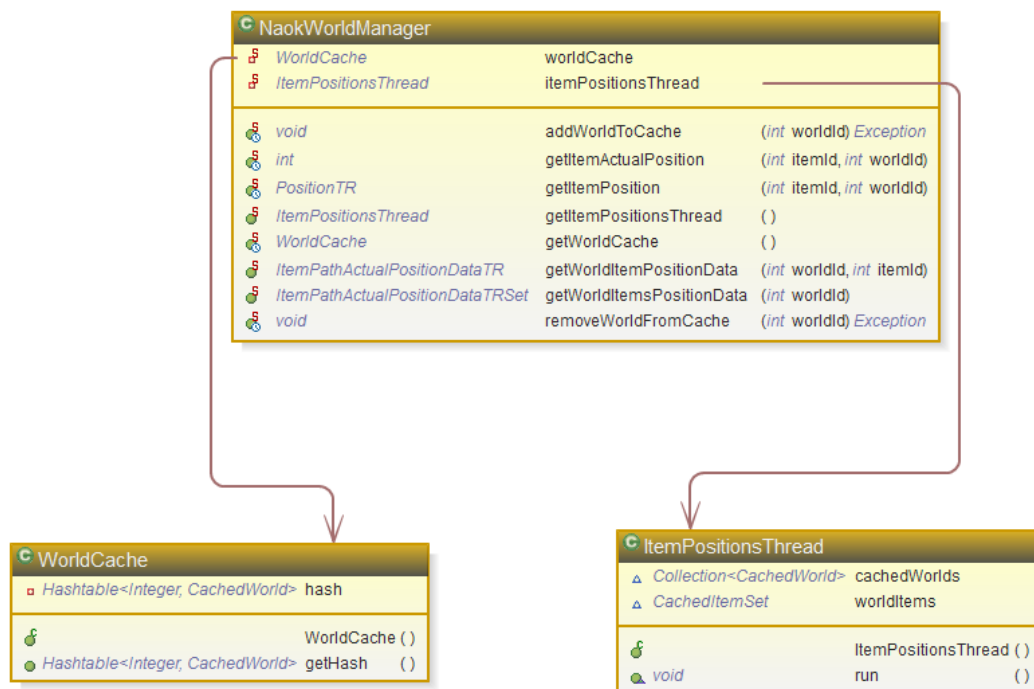 C NaokWorldManager
S WorldCache worldCache
S ItemPositionsThread itemPositionsThread
S void addWorldToCache (int worldId) Exception
S int getItemActualPosition (int itemId, int worldId)
S PositionTR getItemPosition (int itemId, int worldId)
S ItemPositionsThread getItemPositionsThread ( )
S WorldCache getWorldCache ( )
S ItemPathActualPositionDataTR getWorldItemPositionData (int worldId, int itemId)
S ItemPathActualPositionDataTRSet getWorldItemsPositionData (int worldId)
S void removeWorldFromCache (int worldId) Exception
C WorldCache
Hashtable<Integer, CachedWorld> hash
C WorldCache ( )
Hashtable<Integer, CachedWorld> getHash ( )
C ItemPositionsThread
Collection<CachedWorld> cachedWorlds
CachedItemSet worldItems
C ItemPositionsThread ( )
void run ( )